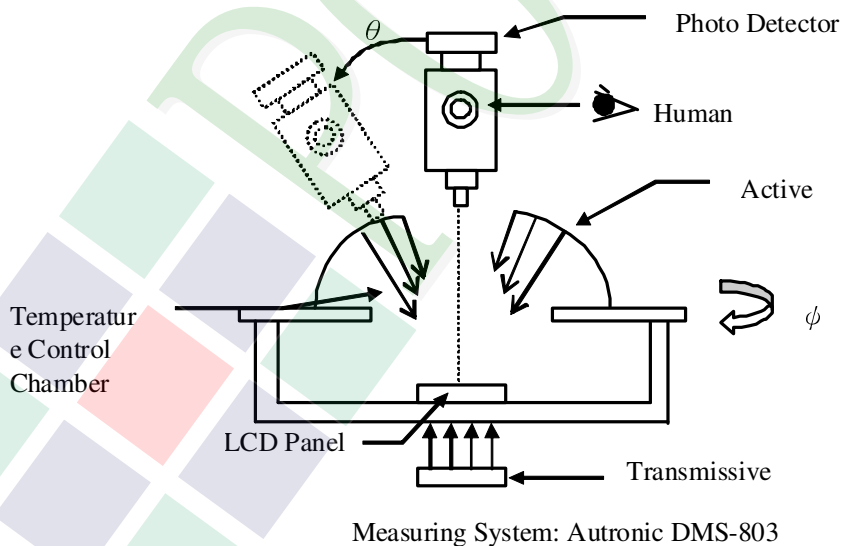 Photo Detector
θ
Human
Active
Temperatur
e Control
Chamber
ϕ
LCD Panel
Transmissive
Measuring System: Autronic DMS-803